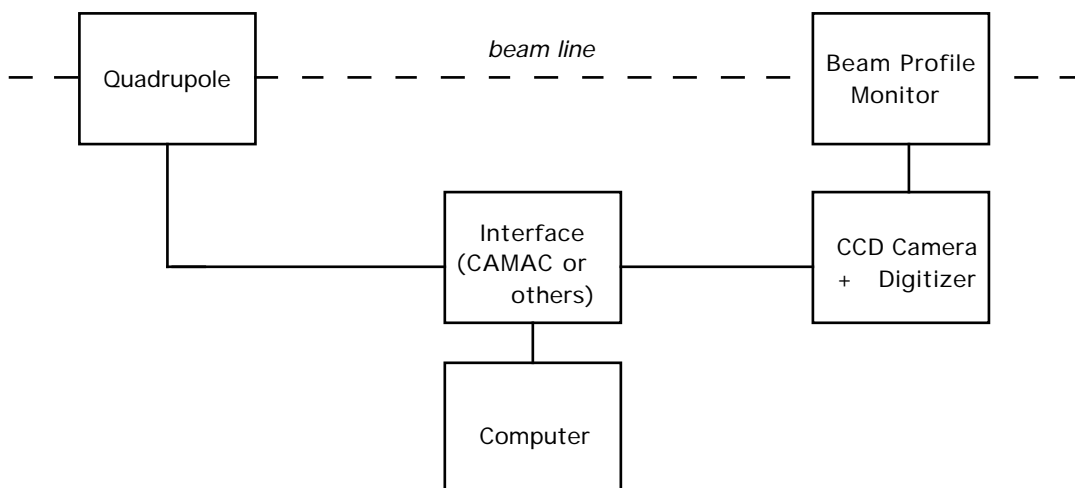 beam line
Quadrupole
Beam Profile
Monitor
Interface
(CAMAC or
others)
CCD Camera
+ Digitizer
Computer